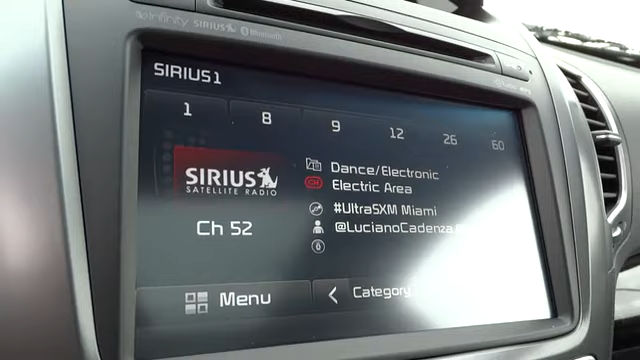 infinity SIRIUS Bluetooth
SIRIUS1
1 8 9 12 26 60
SIRIUS
SATELLITE RADIO
Ch 52
Dance/Electronic
Electric Area
#UltraSXM Miami
@LucianoCadenza
Menu
Category